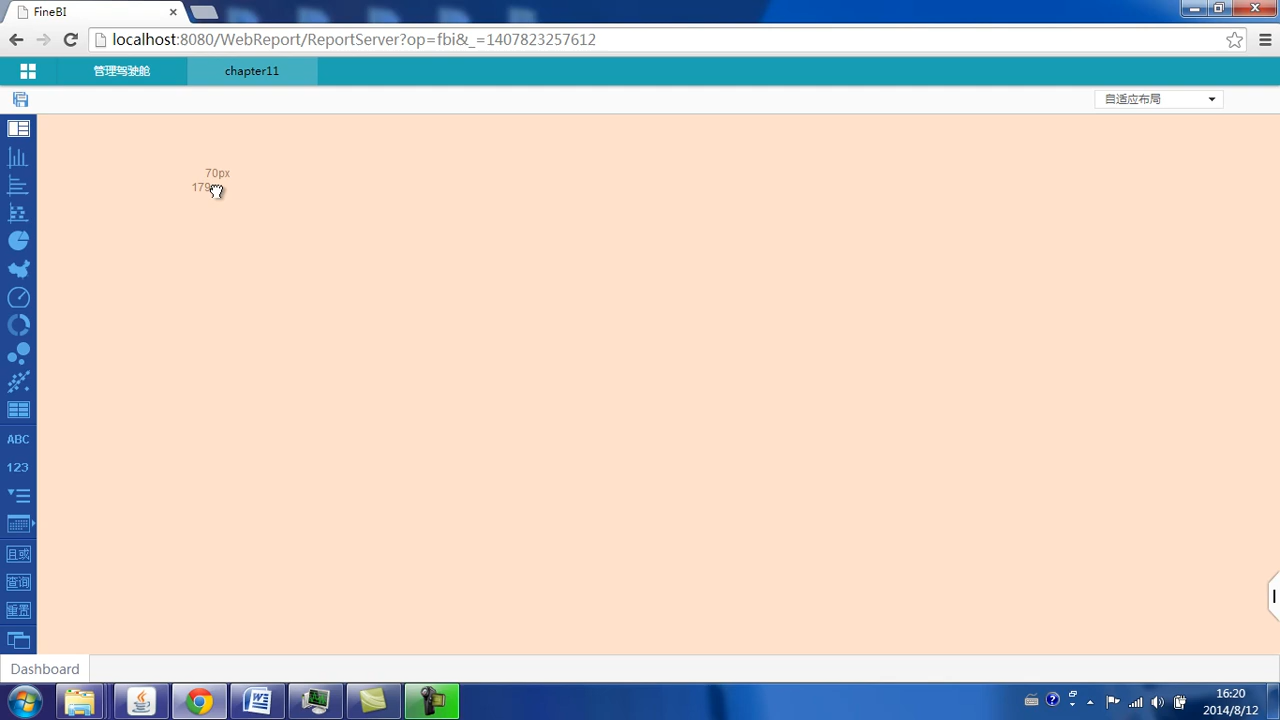 FineBI
localhost:8080/WebReport/ReportServer?op=fbi&_=1407823257612
管理驾驶舱
chapter11
自适应布局
70px
179
ABC
123
且或
查询
重置
Dashboard
16:20
2014/8/12